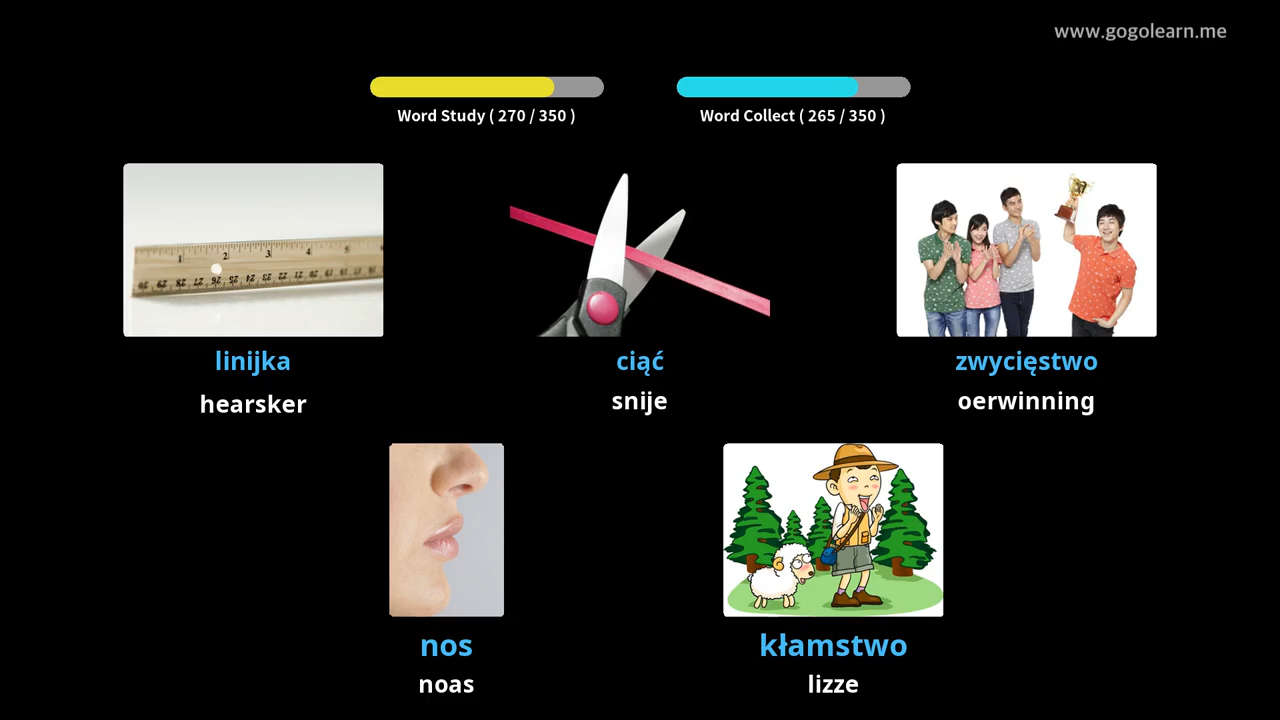 www.gogolearn.me
Word Study ( 270 / 350 )
Word Collect ( 265 / 350 )
linijka
ciąć
zwycięstwo
hearsker
snije
oerwinning
nos
kłamstwo
noas
lizze